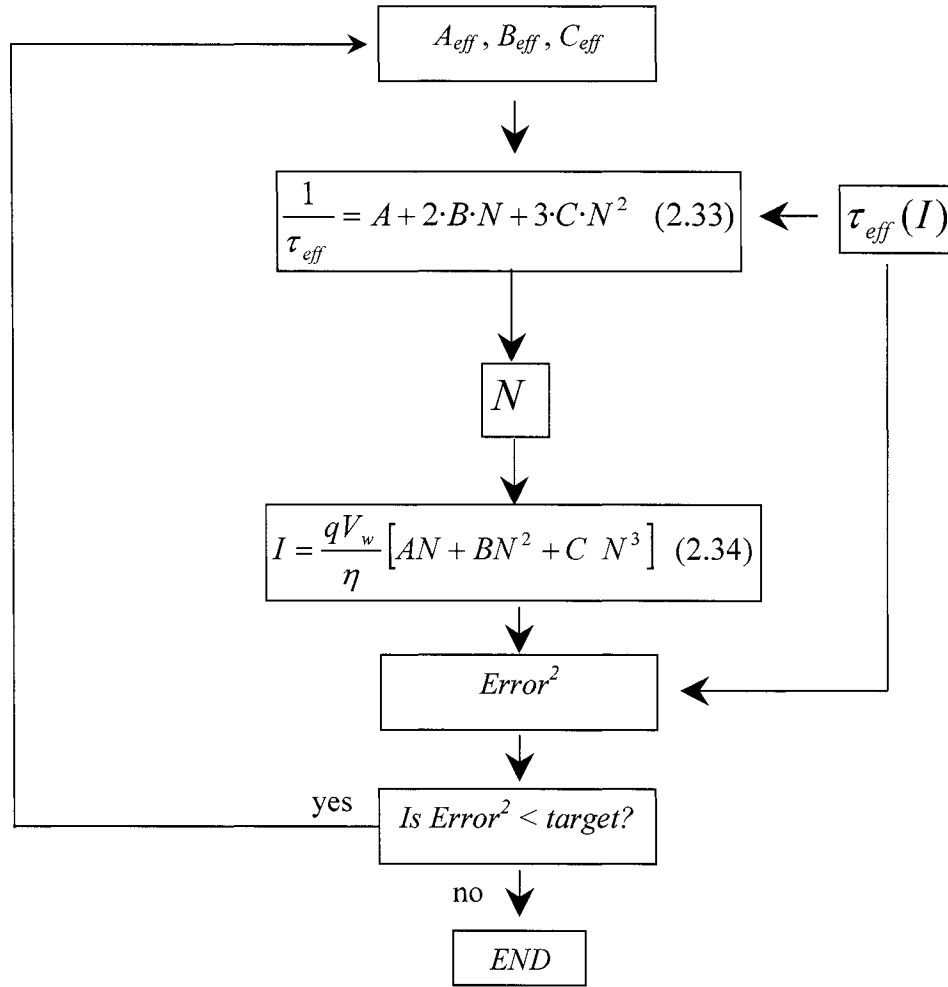 A_eff , B_eff , C_eff
1/τ_eff = A + 2·B·N + 3·C·N² (2.33)
τ_eff (I)
N
I = qV_w/η [AN + BN² + C N³] (2.34)
Error²
yes
Is Error² < target?
no
END